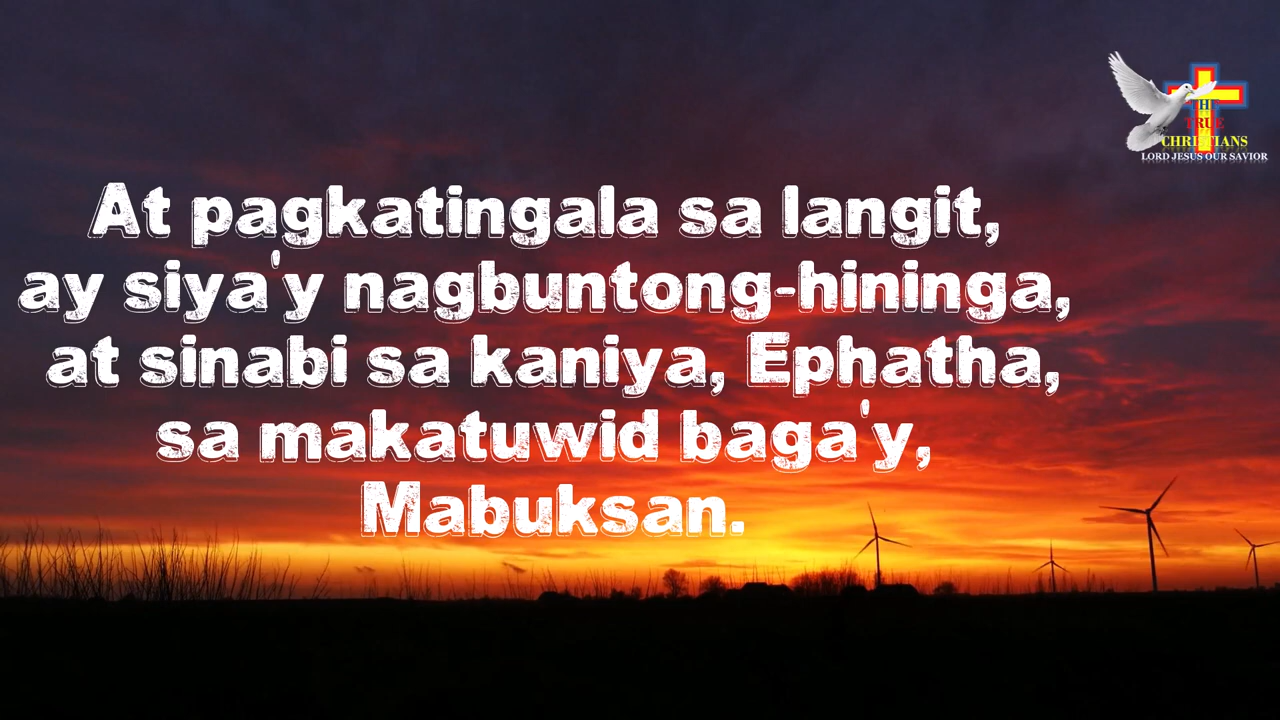 THE
TRUE
CHRISTIANS
LORD JESUS OUR SAVIOR
At pagkatingala sa langit,
ay siya'y nagbuntong-hininga,
at sinabi sa kaniya, Ephatha,
sa makatuwid baga'y,
Mabuksan.